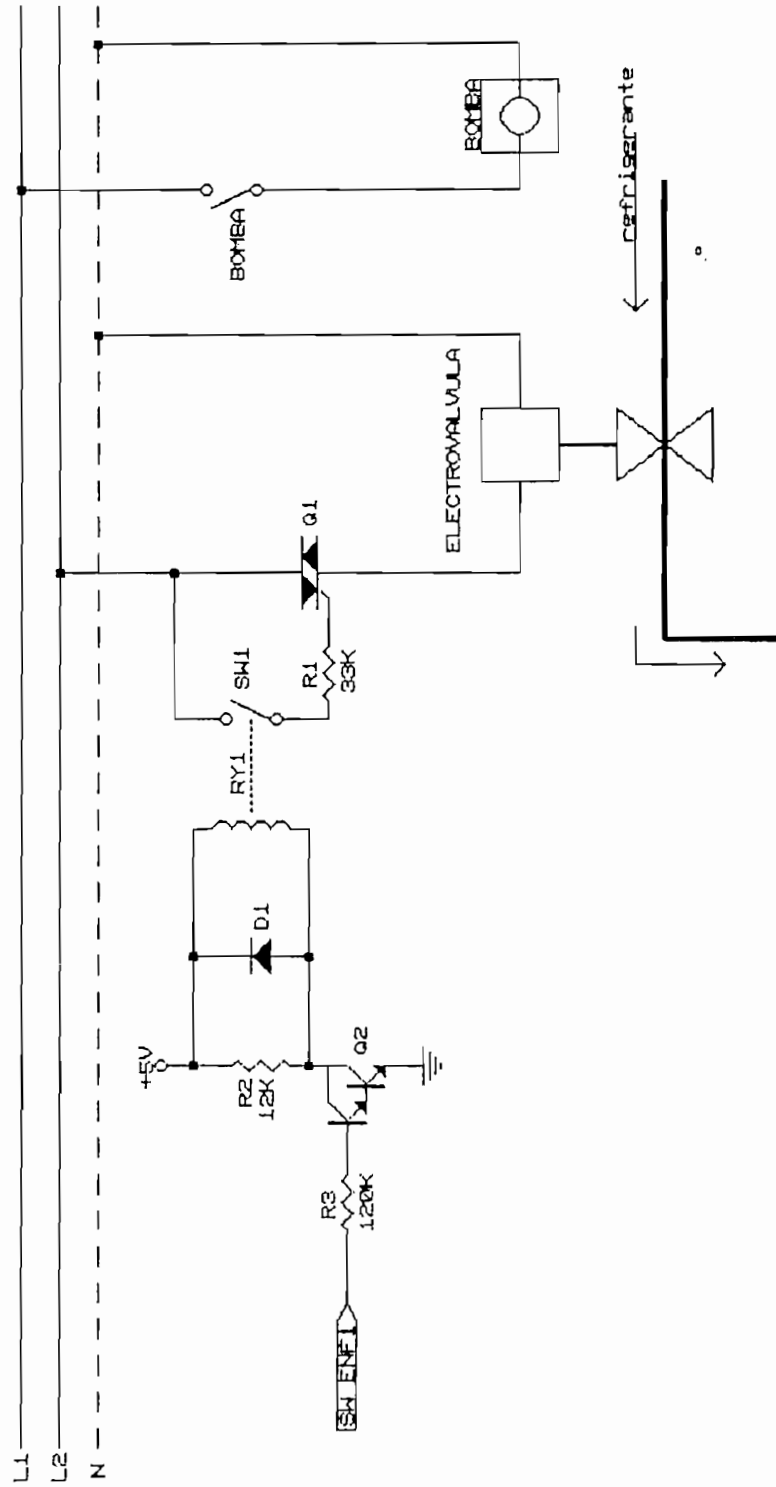 L1
L2
N
BOMBA
BOMBA
ELECTROVALVULA
refrigerante
Q1
SW1
R1
33K
RY1
D1
+5V
R2
12K
Q2
R3
120K
SW ENF1